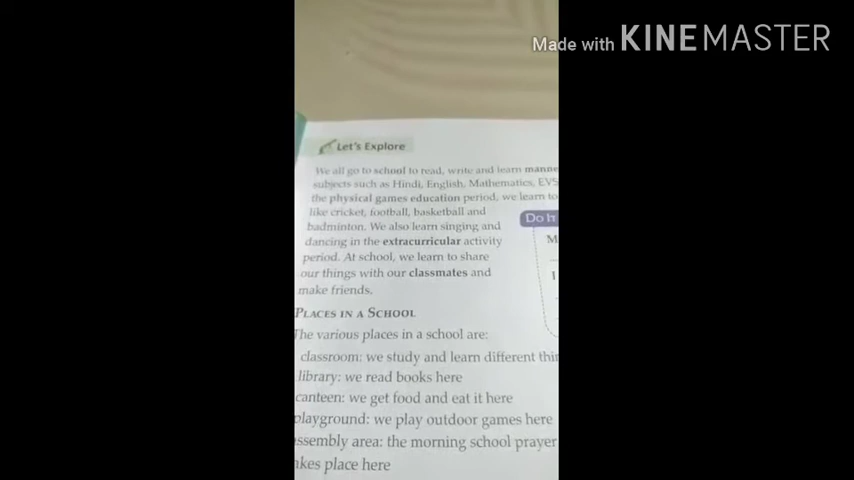 Made with KINEMASTER
Let's Explore
We all go to school to read, write and learn manne
subjects such as Hindi, English, Mathematics, EVS
the physical games education period, we learn to
like cricket, football, basketball and
badminton. We also learn singing and
dancing in the extracurricular activity
period. At school, we learn to share
our things with our classmates and
make friends.
Do It
M
I
PLACES IN A SCHOOL
The various places in a school are:
classroom: we study and learn different thin
library: we read books here
canteen: we get food and eat it here
playground: we play outdoor games here
assembly area: the morning school prayer
akes place here